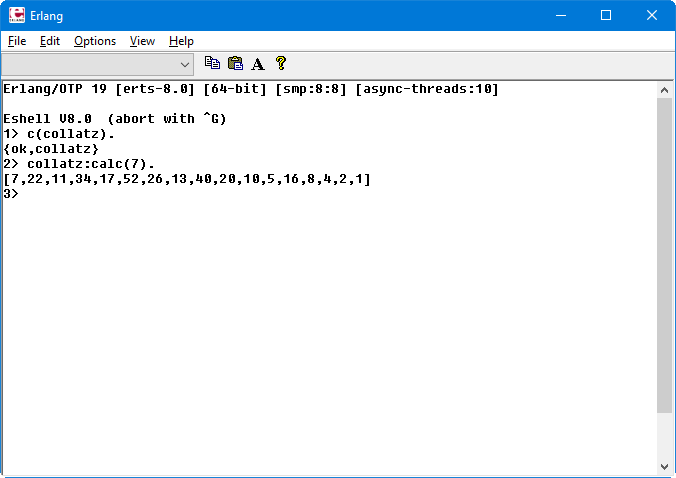 Erlang
File Edit Options View Help
Erlang/OTP 19 [erts-8.0] [64-bit] [smp:8:8] [async-threads:10]
Eshell V8.0  (abort with ^G)
1> c(collatz).
{ok,collatz}
2> collatz:calc(7).
[7,22,11,34,17,52,26,13,40,20,10,5,16,8,4,2,1]
3>